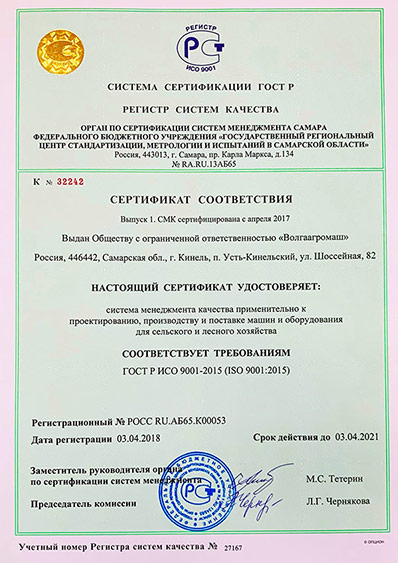 РЕГИСТР
РСТ
ИСО 9001
СИСТЕМА СЕРТИФИКАЦИИ ГОСТ Р
РЕГИСТР СИСТЕМ КАЧЕСТВА
ОРГАН ПО СЕРТИФИКАЦИИ СИСТЕМ МЕНЕДЖМЕНТА САМАРА
ФЕДЕРАЛЬНОГО БЮДЖЕТНОГО УЧРЕЖДЕНИЯ «ГОСУДАРСТВЕННЫЙ РЕГИОНАЛЬНЫЙ
ЦЕНТР СТАНДАРТИЗАЦИИ, МЕТРОЛОГИИ И ИСПЫТАНИЙ В САМАРСКОЙ ОБЛАСТИ»
Россия, 443013, г. Самара, пр. Карла Маркса, д.134
№ RA.RU.13АБ65
К № 32242
СЕРТИФИКАТ СООТВЕТСТВИЯ
Выпуск 1. СМК сертифицирована с апреля 2017
Выдан Обществу с ограниченной ответственностью «Волгаагромаш»
Россия, 446442, Самарская обл., г. Кинель, п. Усть-Кинельский, ул. Шоссейная, 82
НАСТОЯЩИЙ СЕРТИФИКАТ УДОСТОВЕРЯЕТ:
система менеджмента качества применительно к
проектированию, производству и поставке машин и оборудования
для сельского и лесного хозяйства
СООТВЕТСТВУЕТ ТРЕБОВАНИЯМ
ГОСТ Р ИСО 9001-2015 (ISO 9001:2015)
Регистрационный № РОСС RU.АБ65.К00053
Дата регистрации 03.04.2018 Срок действия до 03.04.2021
Заместитель руководителя органа
по сертификации систем менеджмента М.С. Тетерин
Председатель комиссии Л.Г. Чернякова
Учетный номер Регистра систем качества № 27167
© ОПЦИОН